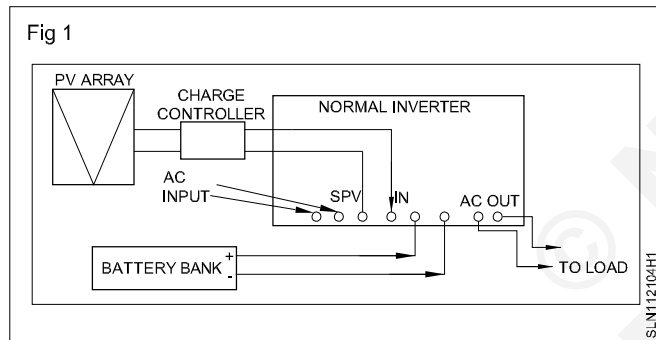 Fig 1
PV ARRAY
CHARGE
CONTROLLER
NORMAL INVERTER
AC
INPUT
SPV
IN
AC OUT
BATTERY BANK
+
-
TO LOAD
SLN112104H1
©